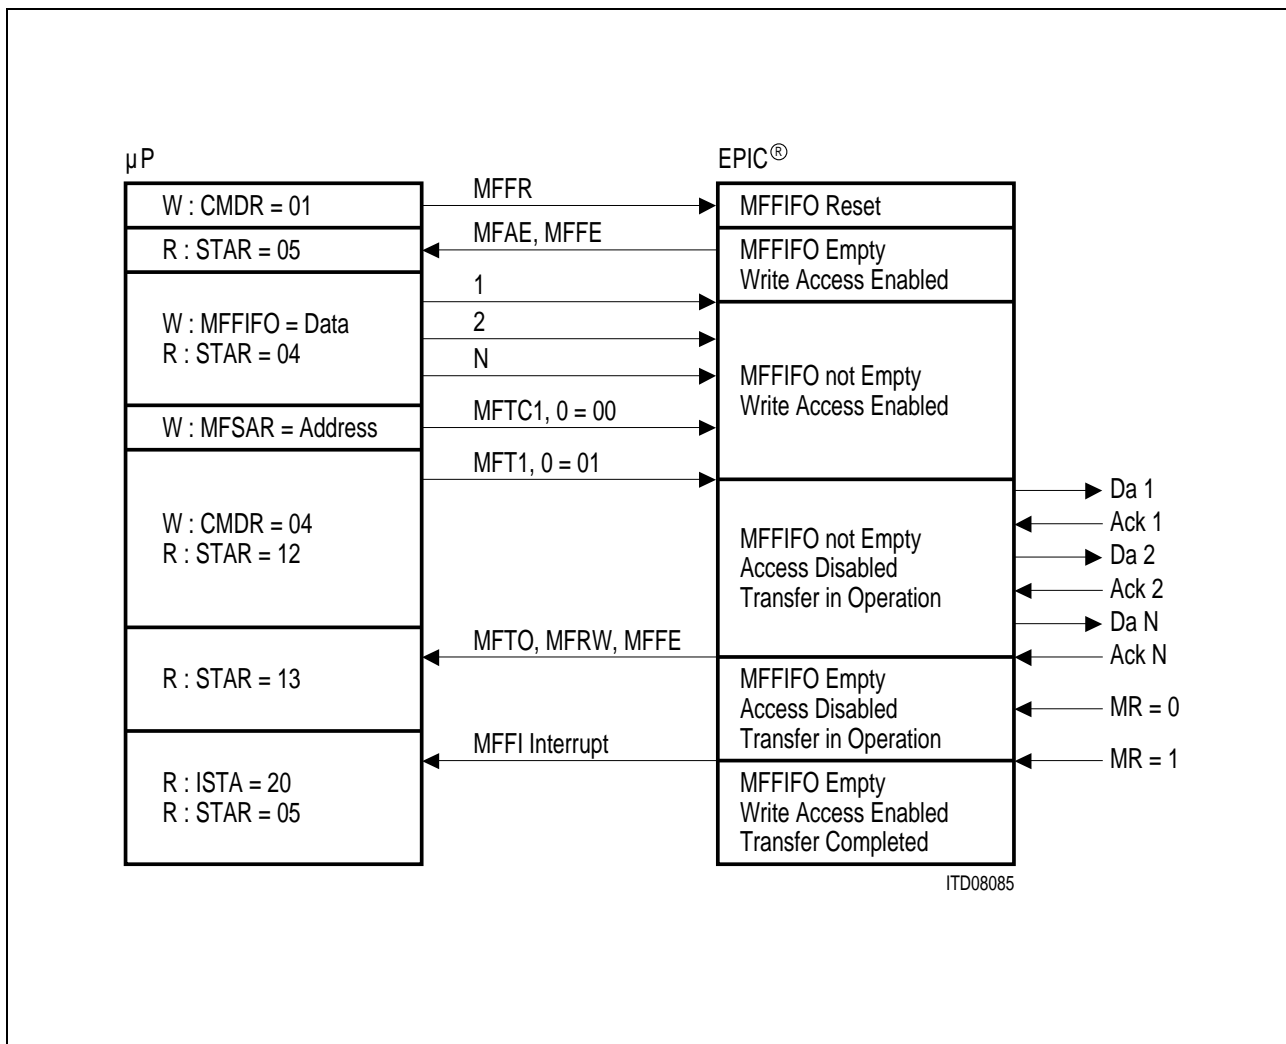 µP
EPIC®
W : CMDR = 01
MFFR
MFFIFO Reset
R : STAR = 05
MFAE, MFFE
MFFIFO Empty
Write Access Enabled
W : MFFIFO = Data
R : STAR = 04
1
2
N
MFFIFO not Empty
Write Access Enabled
W : MFSAR = Address
MFTC1, 0 = 00
MFT1, 0 = 01
W : CMDR = 04
R : STAR = 12
MFFIFO not Empty
Access Disabled
Transfer in Operation
Da 1
Ack 1
Da 2
Ack 2
Da N
Ack N
R : STAR = 13
MFTO, MFRW, MFFE
MFFIFO Empty
Access Disabled
Transfer in Operation
MR = 0
MR = 1
R : ISTA = 20
R : STAR = 05
MFFI Interrupt
MFFIFO Empty
Write Access Enabled
Transfer Completed
ITD08085